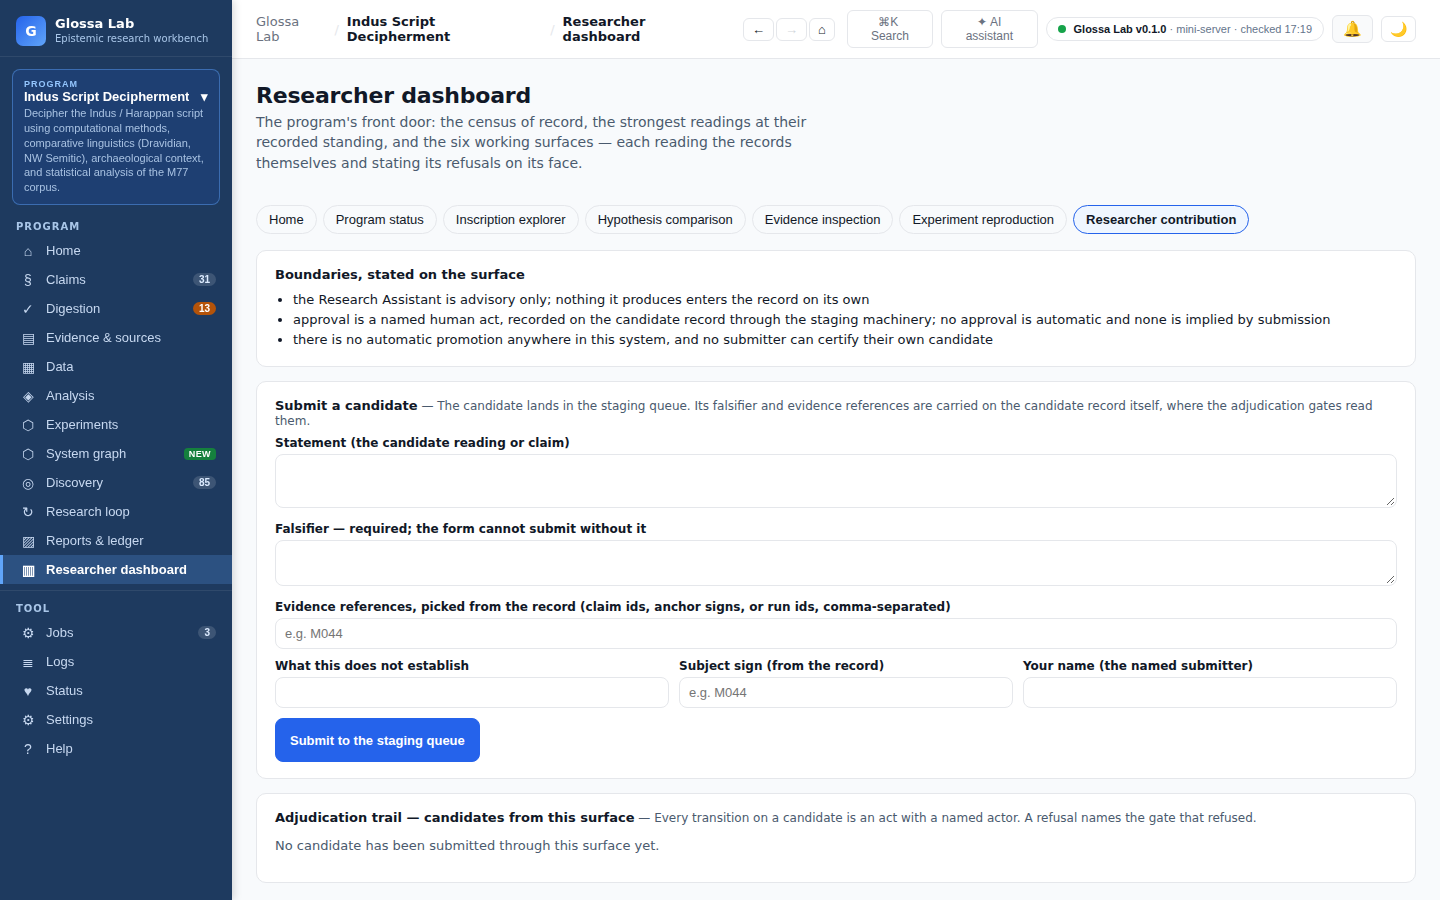 G
Glossa Lab
Epistemic research workbench
PROGRAM
Indus Script Decipherment ▼
Decipher the Indus / Harappan script
using computational methods,
comparative linguistics (Dravidian,
NW Semitic), archaeological context,
and statistical analysis of the M77
corpus.
PROGRAM
⌂ Home
§ Claims 31
✓ Digestion 13
▤ Evidence & sources
▦ Data
◈ Analysis
⬡ Experiments
⬡ System graph NEW
◎ Discovery 85
↻ Research loop
▨ Reports & ledger
▥ Researcher dashboard
TOOL
⚙ Jobs 3
≣ Logs
♥ Status
⚙ Settings
? Help
Glossa
Lab
/
Indus Script
Decipherment
/
Researcher
dashboard
← → ⌂
⌘K
Search
✦ AI
assistant
Glossa Lab v0.1.0 · mini-server · checked 17:19
🔔 🌙
Researcher dashboard
The program's front door: the census of record, the strongest readings at their
recorded standing, and the six working surfaces — each reading the records
themselves and stating its refusals on its face.
Home
Program status
Inscription explorer
Hypothesis comparison
Evidence inspection
Experiment reproduction
Researcher contribution
Boundaries, stated on the surface
• the Research Assistant is advisory only; nothing it produces enters the record on its own
• approval is a named human act, recorded on the candidate record through the staging machinery; no approval is automatic and none is implied by submission
• there is no automatic promotion anywhere in this system, and no submitter can certify their own candidate
Submit a candidate — The candidate lands in the staging queue. Its falsifier and evidence references are carried on the candidate record itself, where the adjudication gates read
them.
Statement (the candidate reading or claim)
Falsifier — required; the form cannot submit without it
Evidence references, picked from the record (claim ids, anchor signs, or run ids, comma-separated)
e.g. M044
What this does not establish
Subject sign (from the record)
e.g. M044
Your name (the named submitter)
Submit to the staging queue
Adjudication trail — candidates from this surface — Every transition on a candidate is an act with a named actor. A refusal names the gate that refused.
No candidate has been submitted through this surface yet.